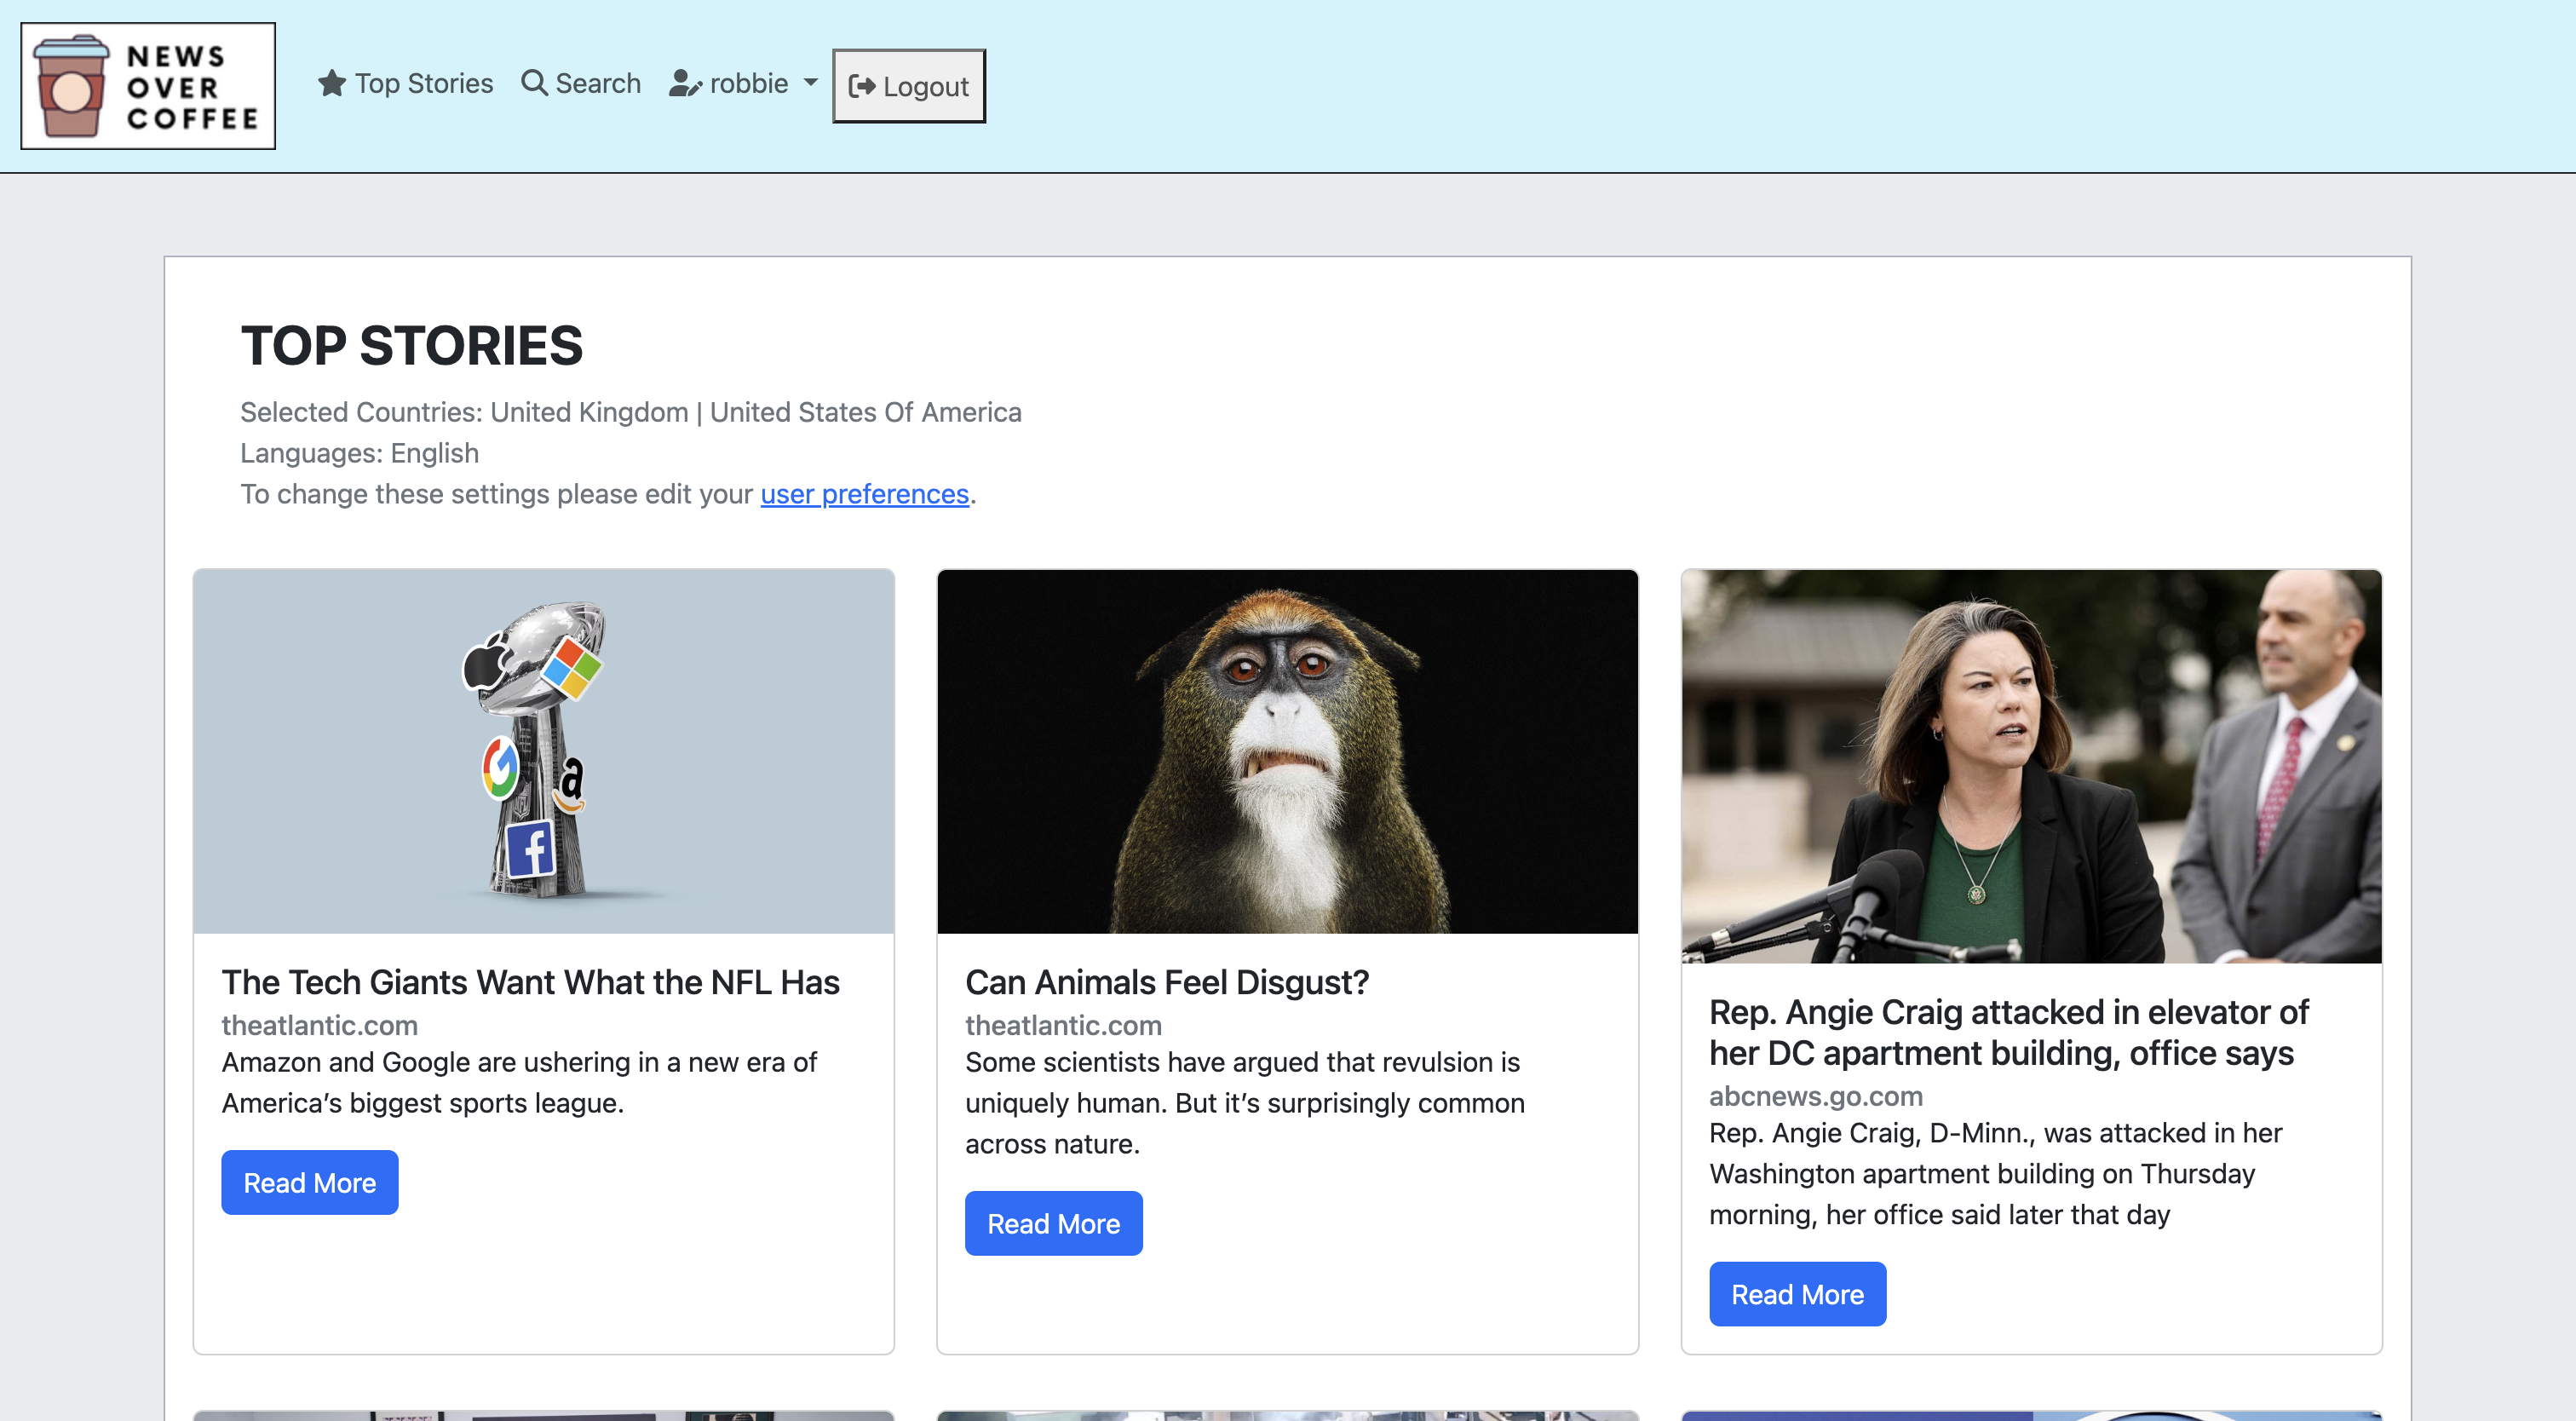 NEWS
OVER
COFFEE
Top Stories
Search
robbie
Logout
TOP STORIES
Selected Countries: United Kingdom | United States Of America
Languages: English
To change these settings please edit your user preferences.
The Tech Giants Want What the NFL Has
theatlantic.com
Amazon and Google are ushering in a new era of
America’s biggest sports league.
Read More
Can Animals Feel Disgust?
theatlantic.com
Some scientists have argued that revulsion is
uniquely human. But it’s surprisingly common
across nature.
Read More
Rep. Angie Craig attacked in elevator of
her DC apartment building, office says
abcnews.go.com
Rep. Angie Craig, D-Minn., was attacked in her
Washington apartment building on Thursday
morning, her office said later that day
Read More